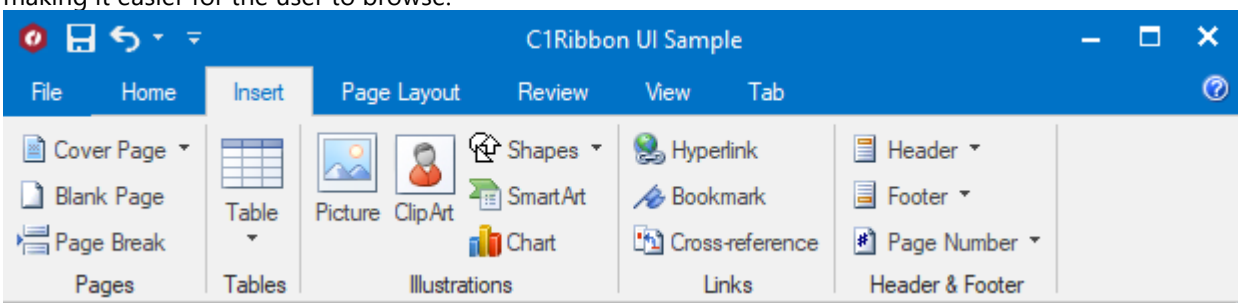 making it easier for the user to browse.
C1Ribbon UI Sample
File Home Insert Page Layout Review View Tab
Cover Page
Blank Page
Page Break
Pages
Table
Tables
Picture
ClipArt
Shapes
SmartArt
Chart
Illustrations
Hyperlink
Bookmark
Cross-reference
Links
Header
Footer
Page Number
Header & Footer